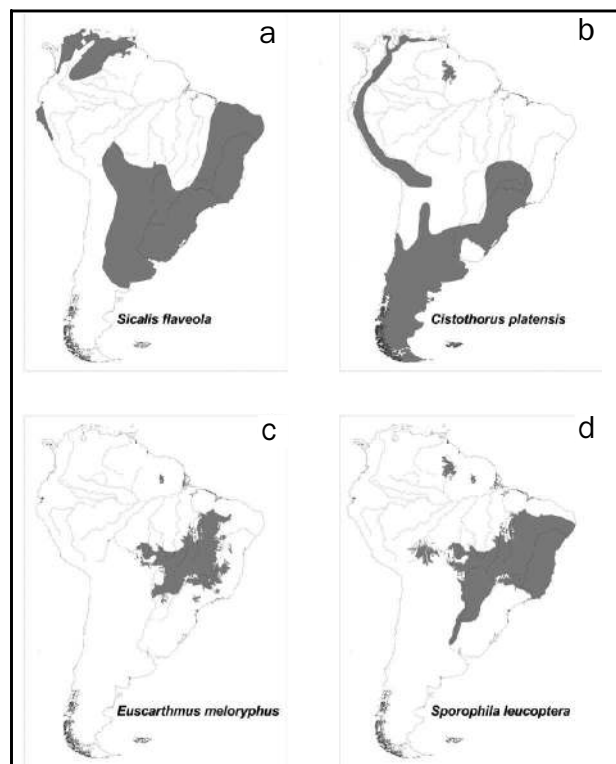 a
b
Sicalis flaveola
Cistothorus platensis
c
d
Euscarthmus meloryphus
Sporophila leucoptera